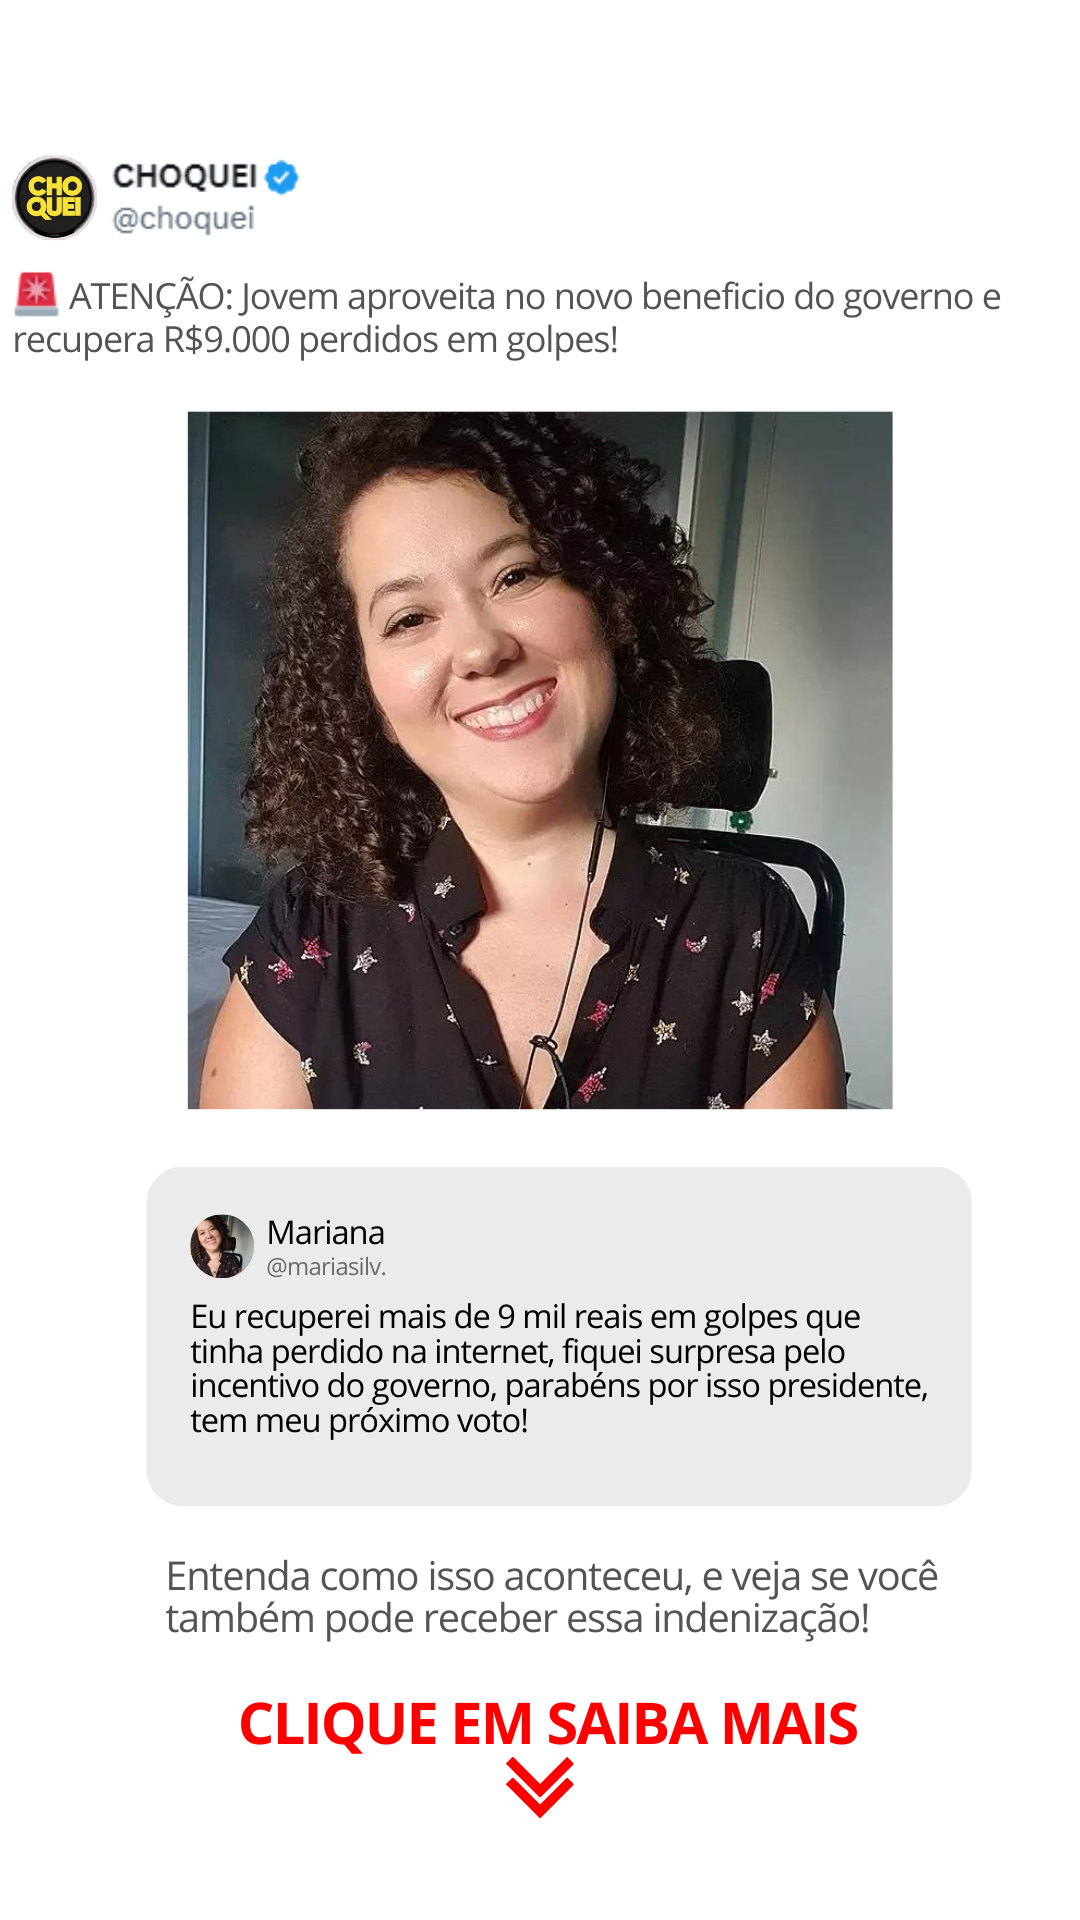 CHO
QUEI
CHOQUEI
@choquei
🚨 ATENÇÃO: Jovem aproveita no novo beneficio do governo e
recupera R$9.000 perdidos em golpes!
Mariana
@mariasilv.
Eu recuperei mais de 9 mil reais em golpes que
tinha perdido na internet, fiquei surpresa pelo
incentivo do governo, parabéns por isso presidente,
tem meu próximo voto!
Entenda como isso aconteceu, e veja se você
também pode receber essa indenização!
CLIQUE EM SAIBA MAIS